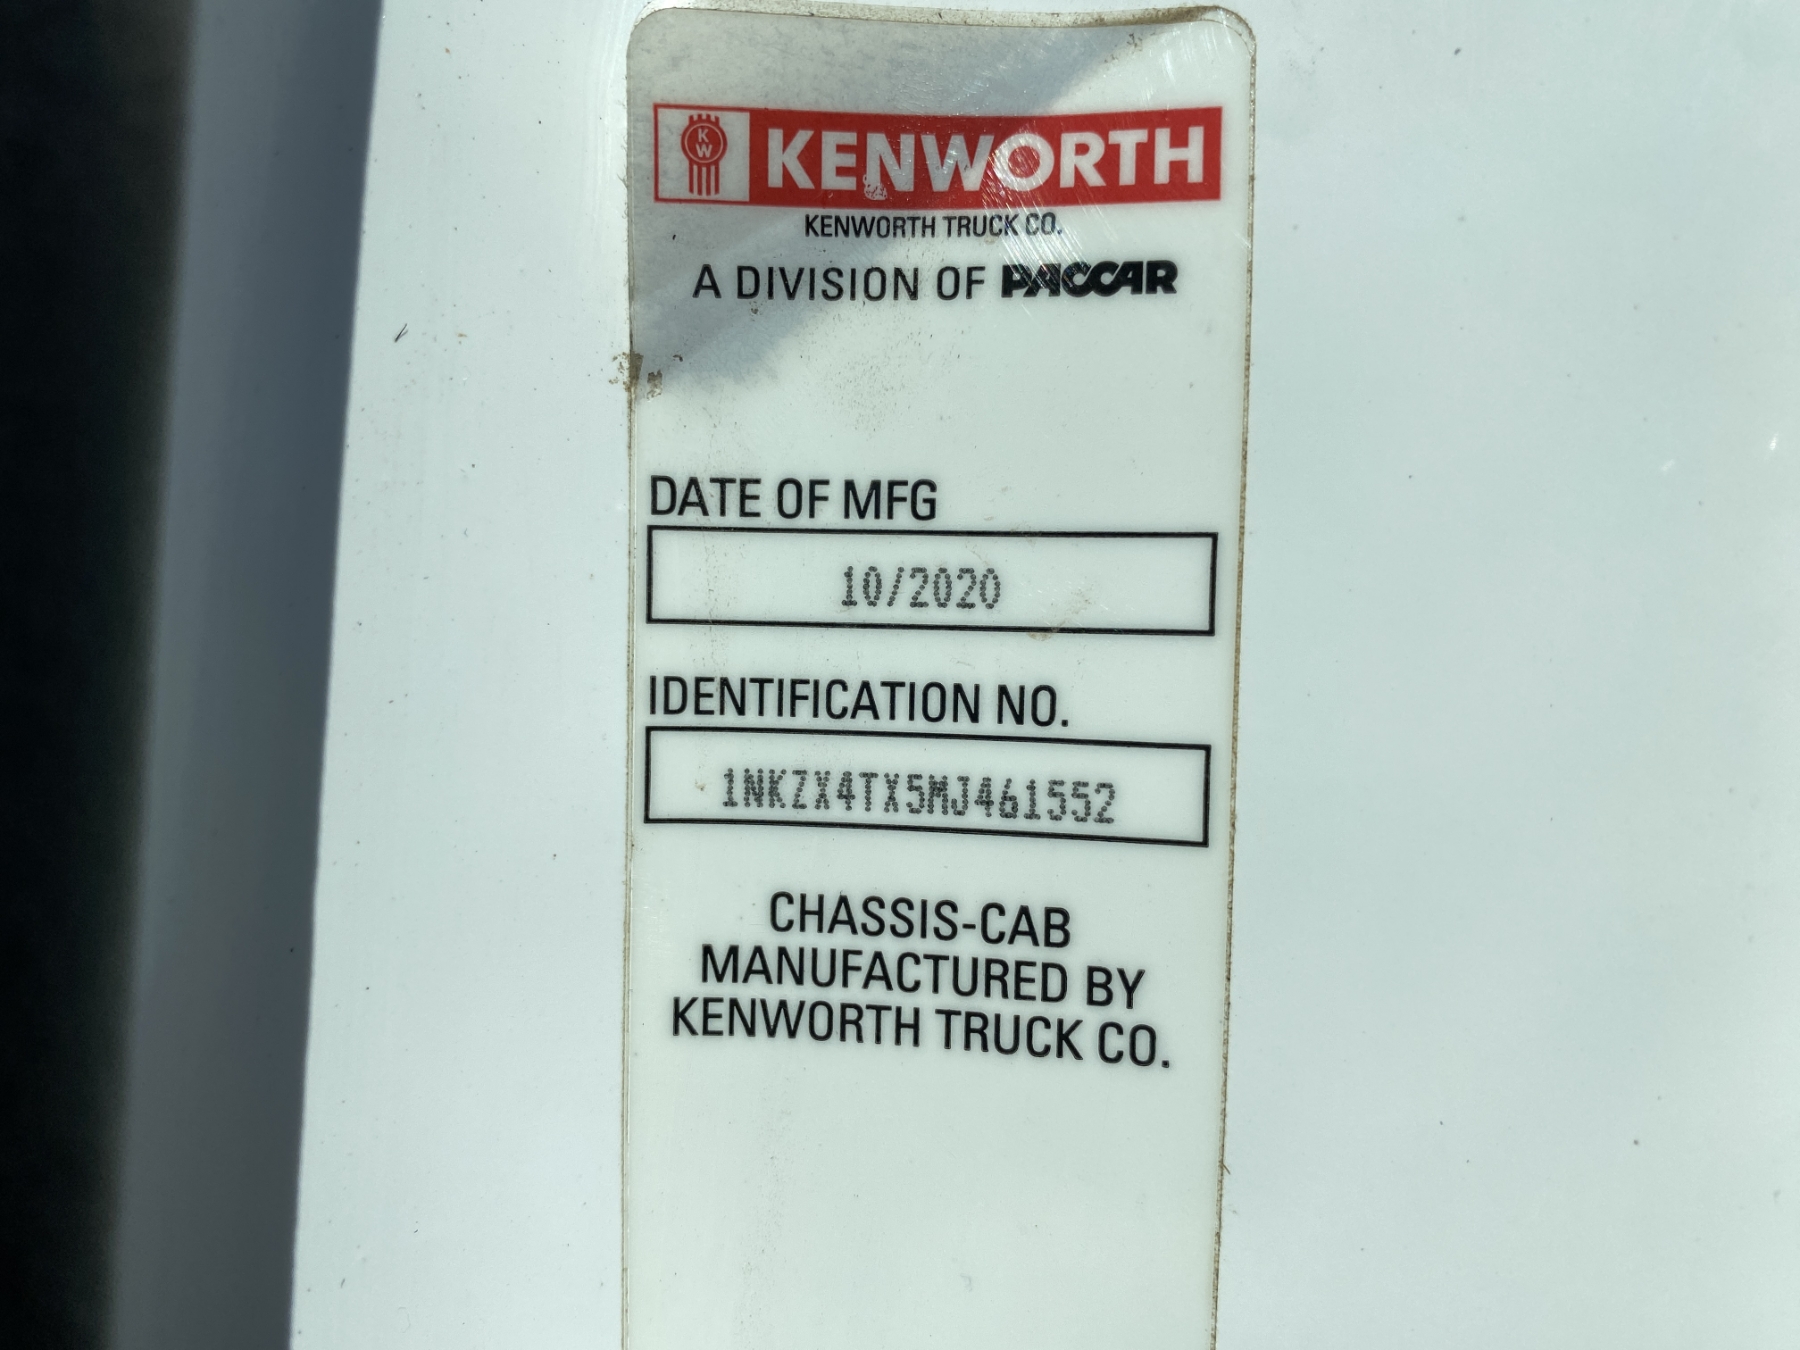 KW KENWORTH
KENWORTH TRUCK CO.
A DIVISION OF PACCAR
DATE OF MFG
10/2020
IDENTIFICATION NO.
1NKZX4TX5MJ461552
CHASSIS-CAB
MANUFACTURED BY
KENWORTH TRUCK CO.